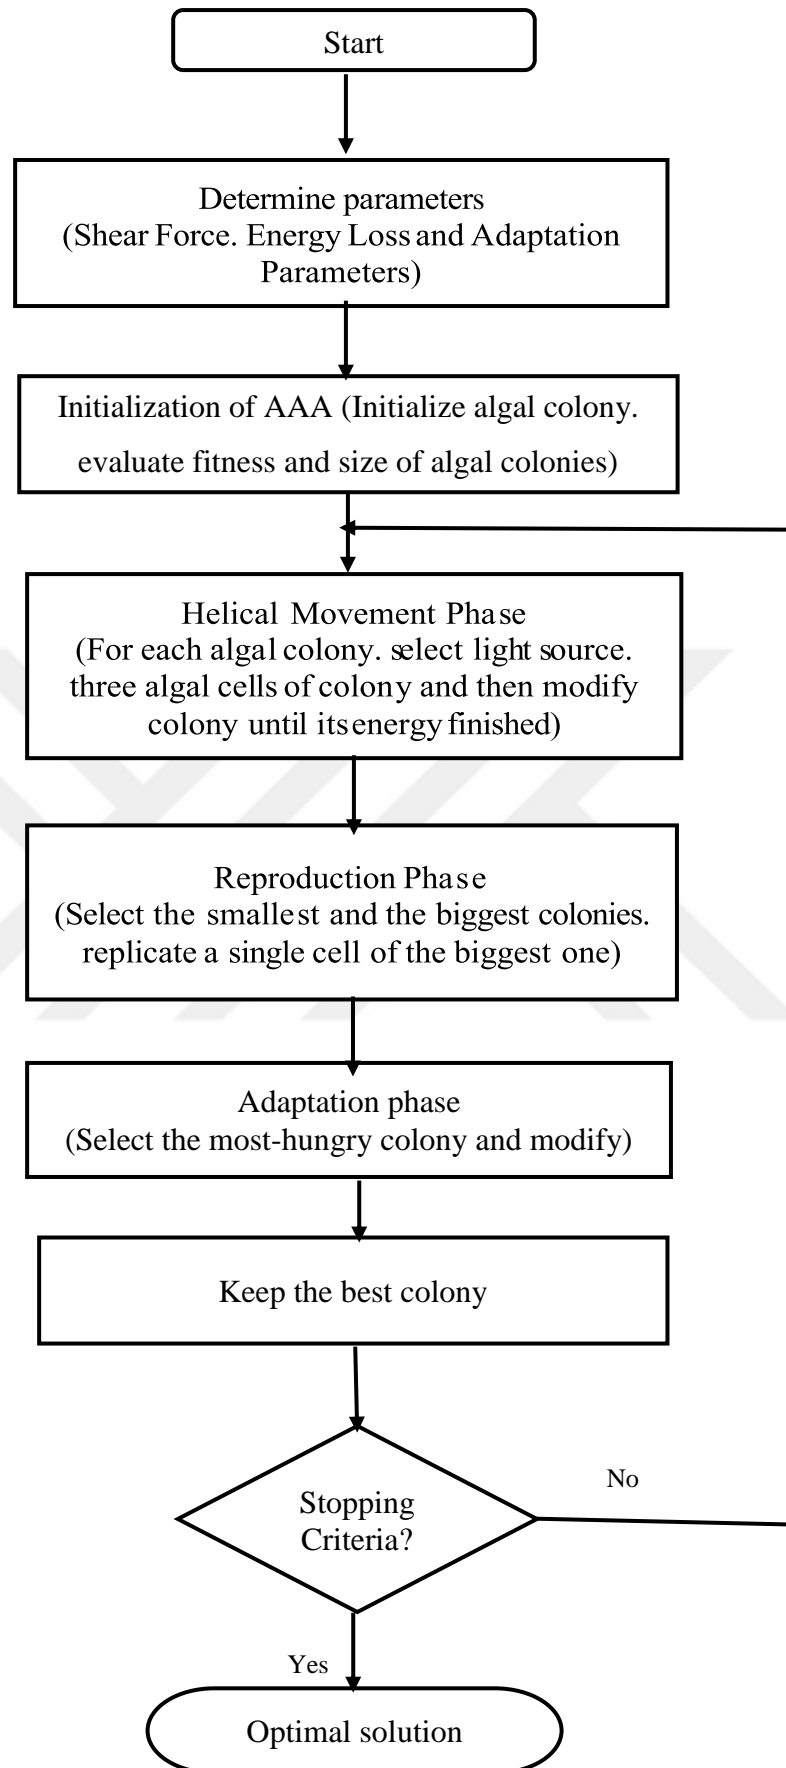 Start
Determine parameters
(Shear Force. Energy Loss and Adaptation
Parameters)
Initialization of AAA (Initialize algal colony.
evaluate fitness and size of algal colonies)
Helical Movement Phase
(For each algal colony. select light source.
three algal cells of colony and then modify
colony until its energy finished)
Reproduction Phase
(Select the smallest and the biggest colonies.
replicate a single cell of the biggest one)
Adaptation phase
(Select the most-hungry colony and modify)
Keep the best colony
Stopping
Criteria?
No
Yes
Optimal solution